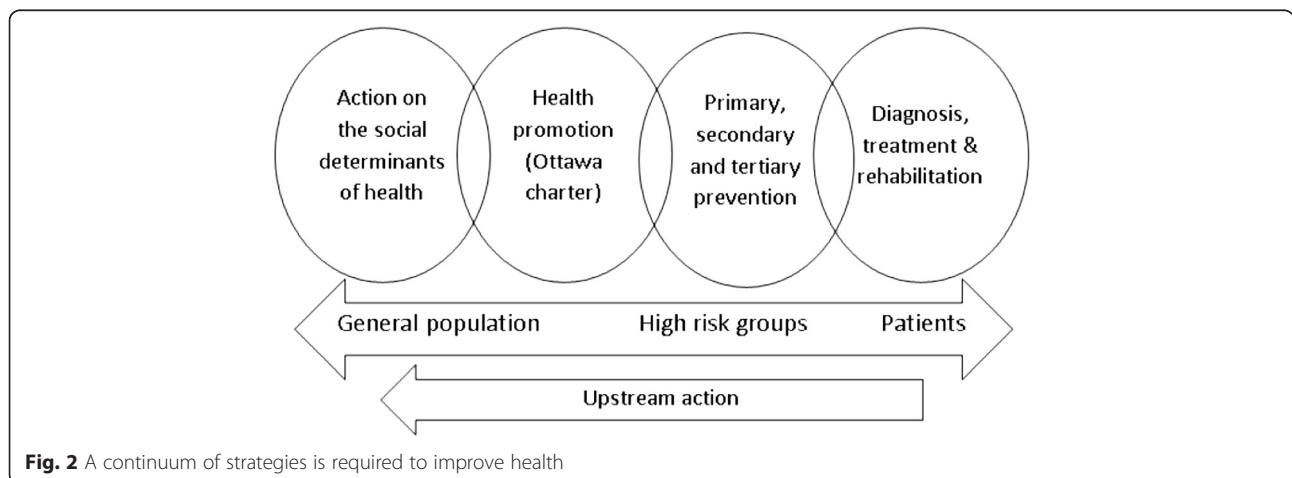 Action on
the social
determinants
of health
Health
promotion
(Ottawa
charter)
Primary,
secondary
and tertiary
prevention
Diagnosis,
treatment &
rehabilitation
General population High risk groups Patients
Upstream action
Fig. 2 A continuum of strategies is required to improve health